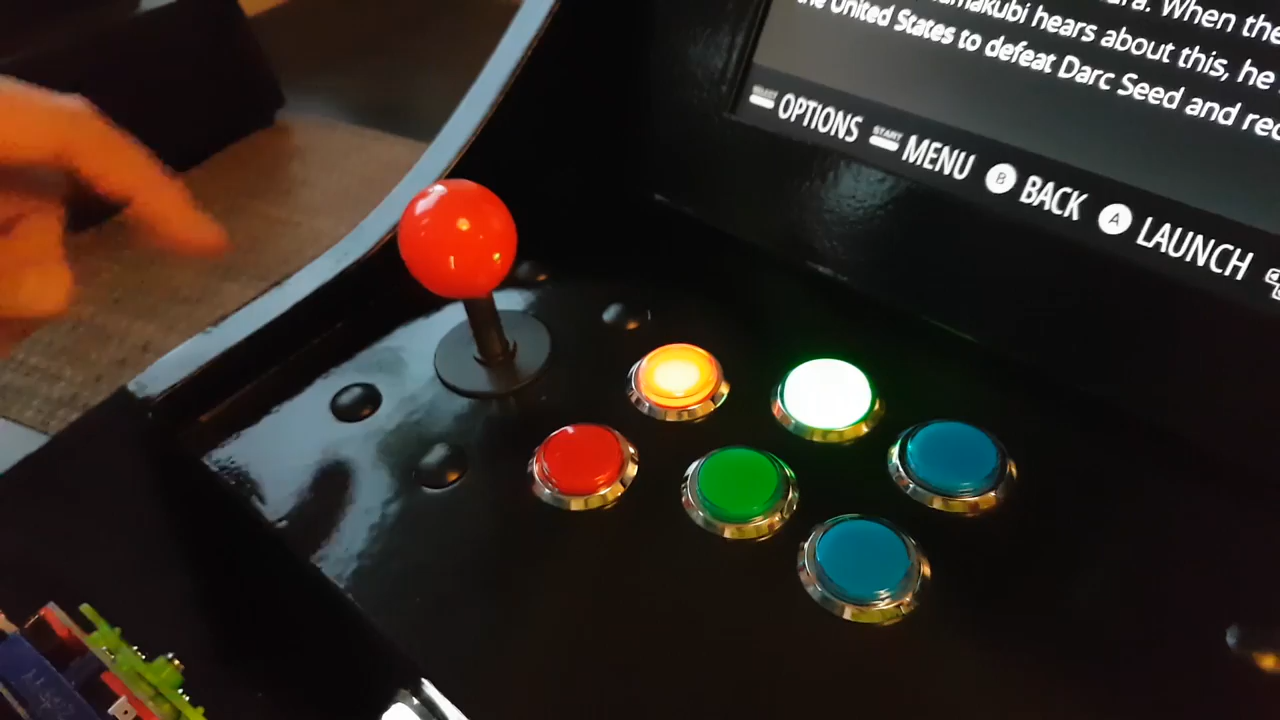 When the
hears about this, he
the United States to defeat Darc Seed and
SELECT OPTIONS START MENU B BACK A LAUNCH